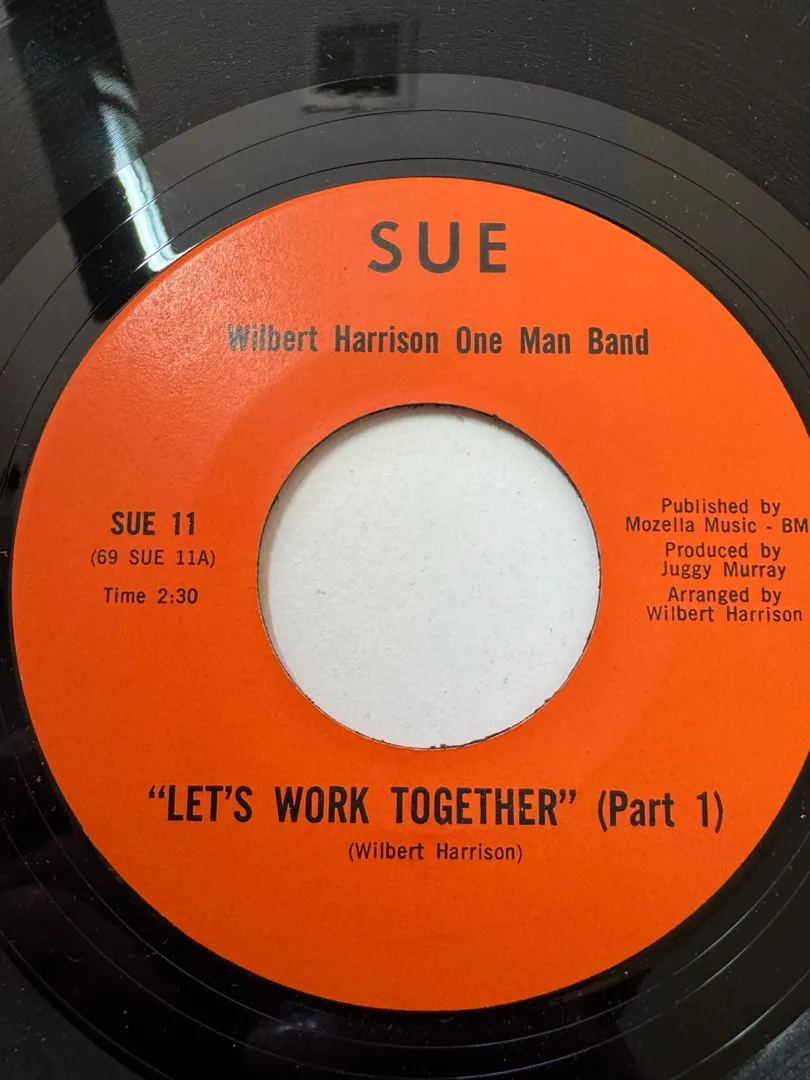 SUE
Wilbert Harrison One Man Band
SUE 11
(69 SUE 11A)
Time 2:30
Published by
Mozella Music - BM
Produced by
Juggy Murray
Arranged by
Wilbert Harrison
“LET’S WORK TOGETHER” (Part 1)
(Wilbert Harrison)